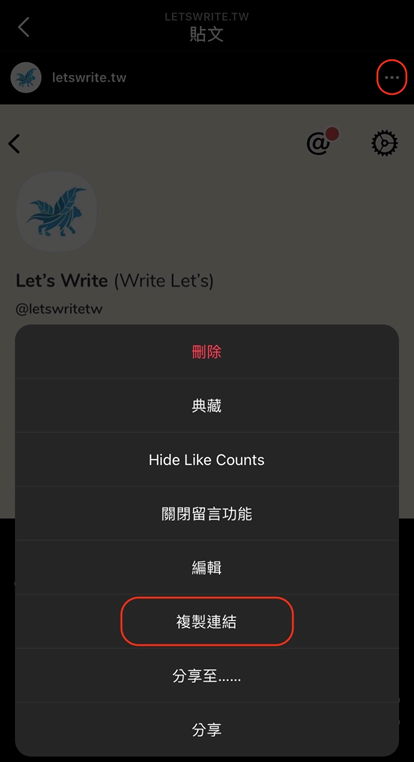 LETSWRITE.TW
貼文
letswrite.tw
Let's Write (Write Let's)
@letswritetw
刪除
典藏
Hide Like Counts
關閉留言功能
編輯
複製連結
分享至......
分享